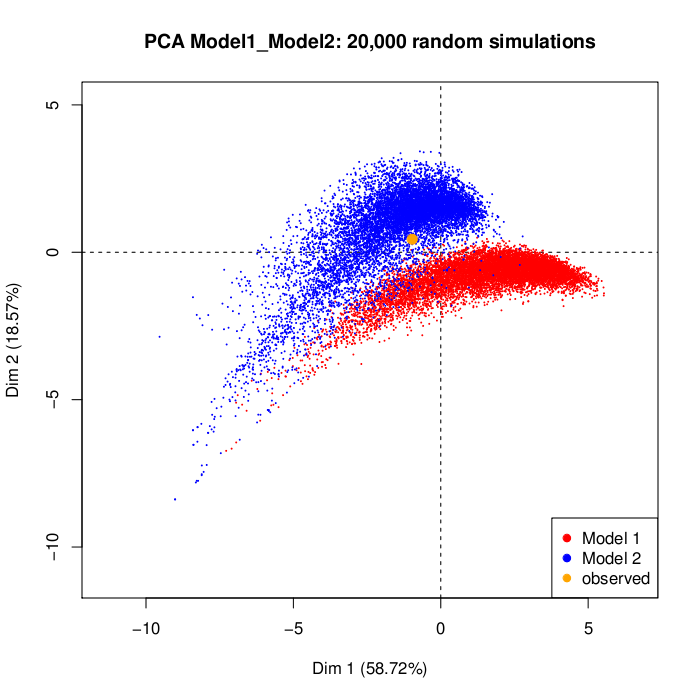 PCA Model1_Model2: 20,000 random simulations
5
0
−5
−10
Dim 2 (18.57%)
−10
−5
0
5
Dim 1 (58.72%)
Model 1
Model 2
observed